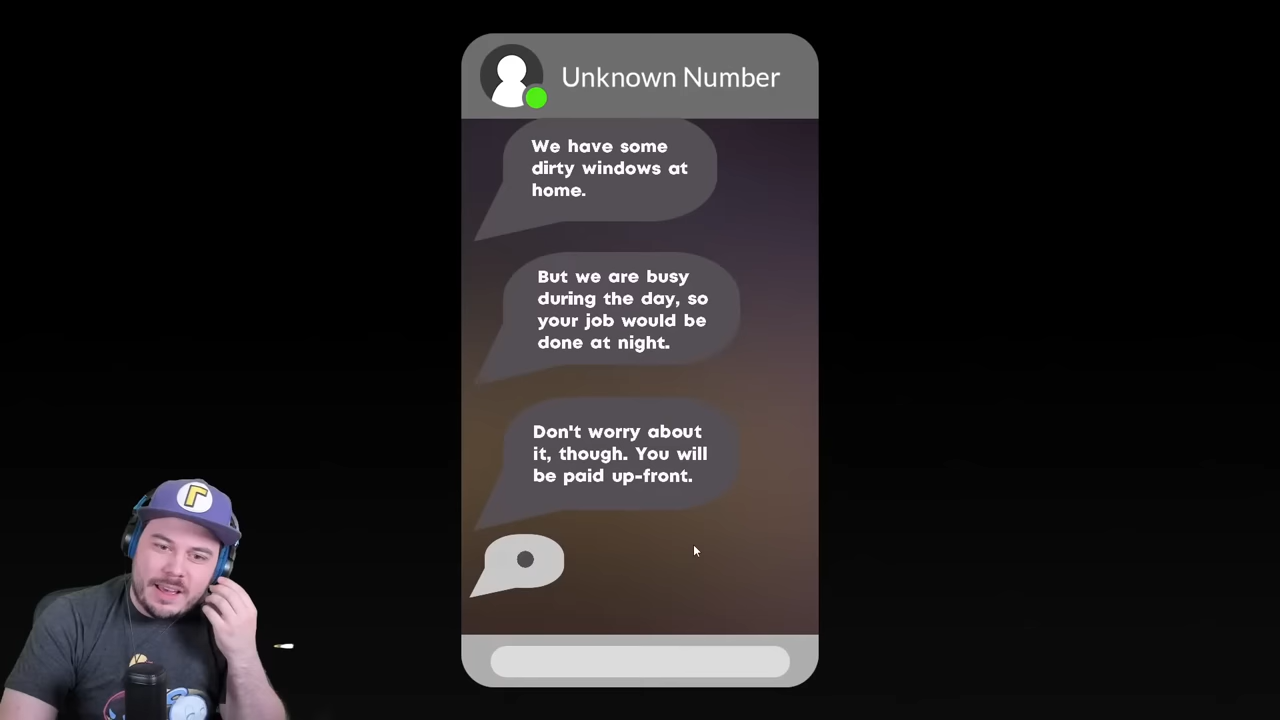 Unknown Number
We have some
dirty windows at
home.
But we are busy
during the day, so
your job would be
done at night.
Don't worry about
it, though. You will
be paid up-front.